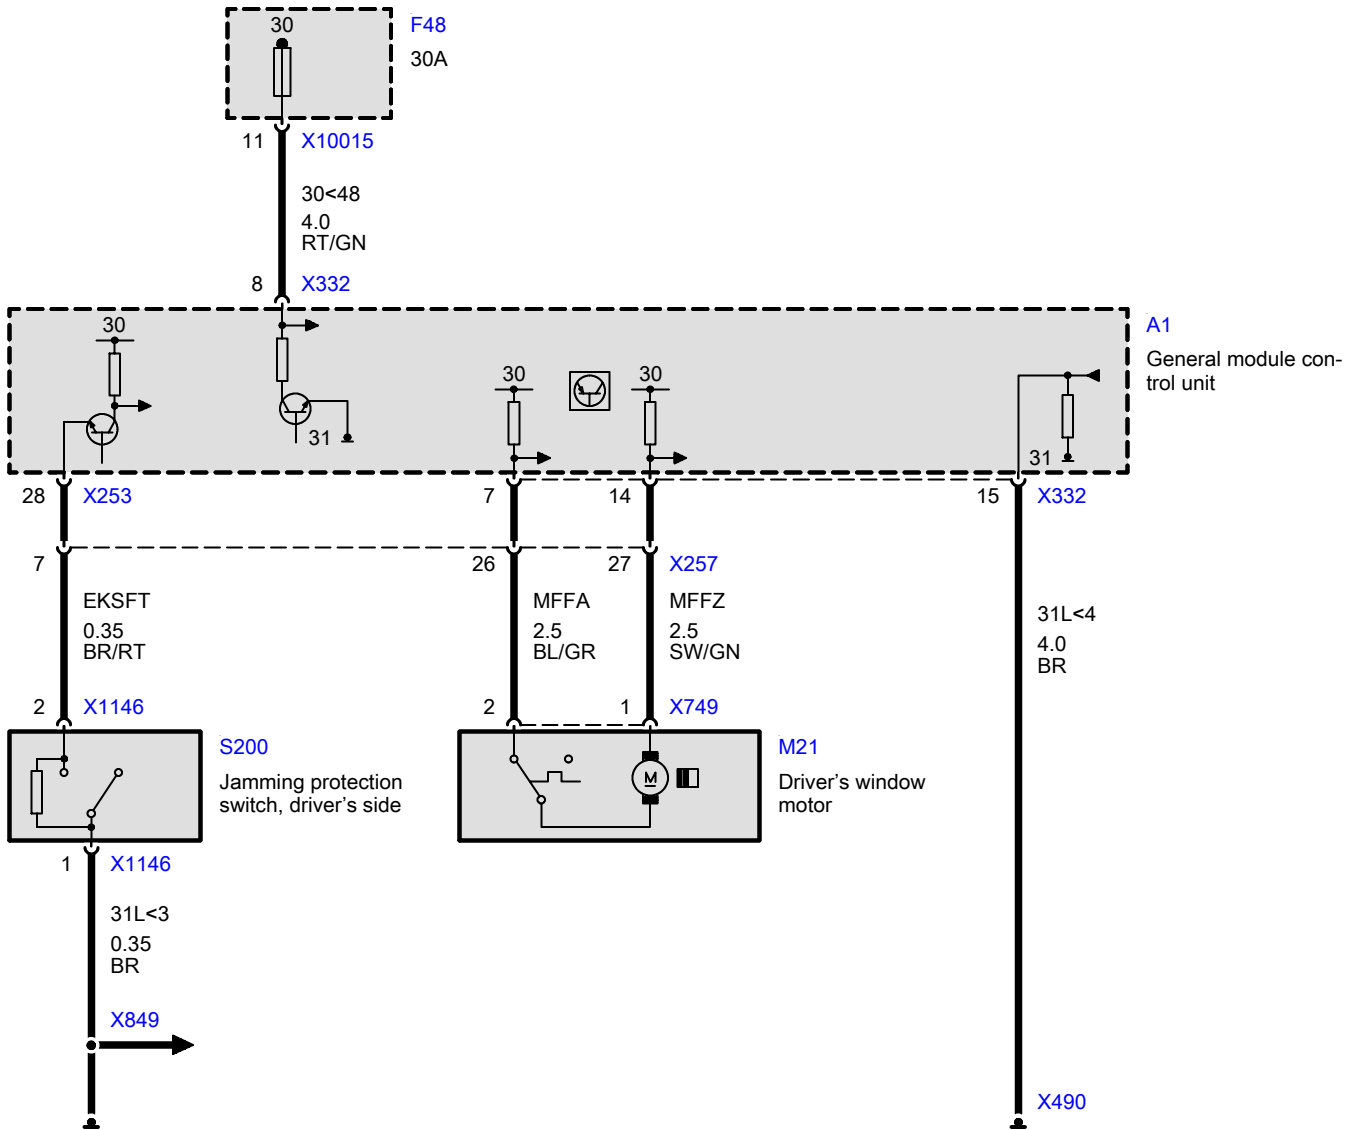 30
F48
30A
11 X10015
30<48
4.0
RT/GN
8 X332
A1
General module con-
trol unit
30
30
30
31
31
28 X253
7
14
15 X332
7
26
27 X257
EKSFT
0.35
BR/RT
MFFA
2.5
BL/GR
MFFZ
2.5
SW/GN
31L<4
4.0
BR
2 X1146
2
1 X749
S200
Jamming protection
switch, driver's side
M
M21
Driver's window
motor
1 X1146
31L<3
0.35
BR
X849
X490